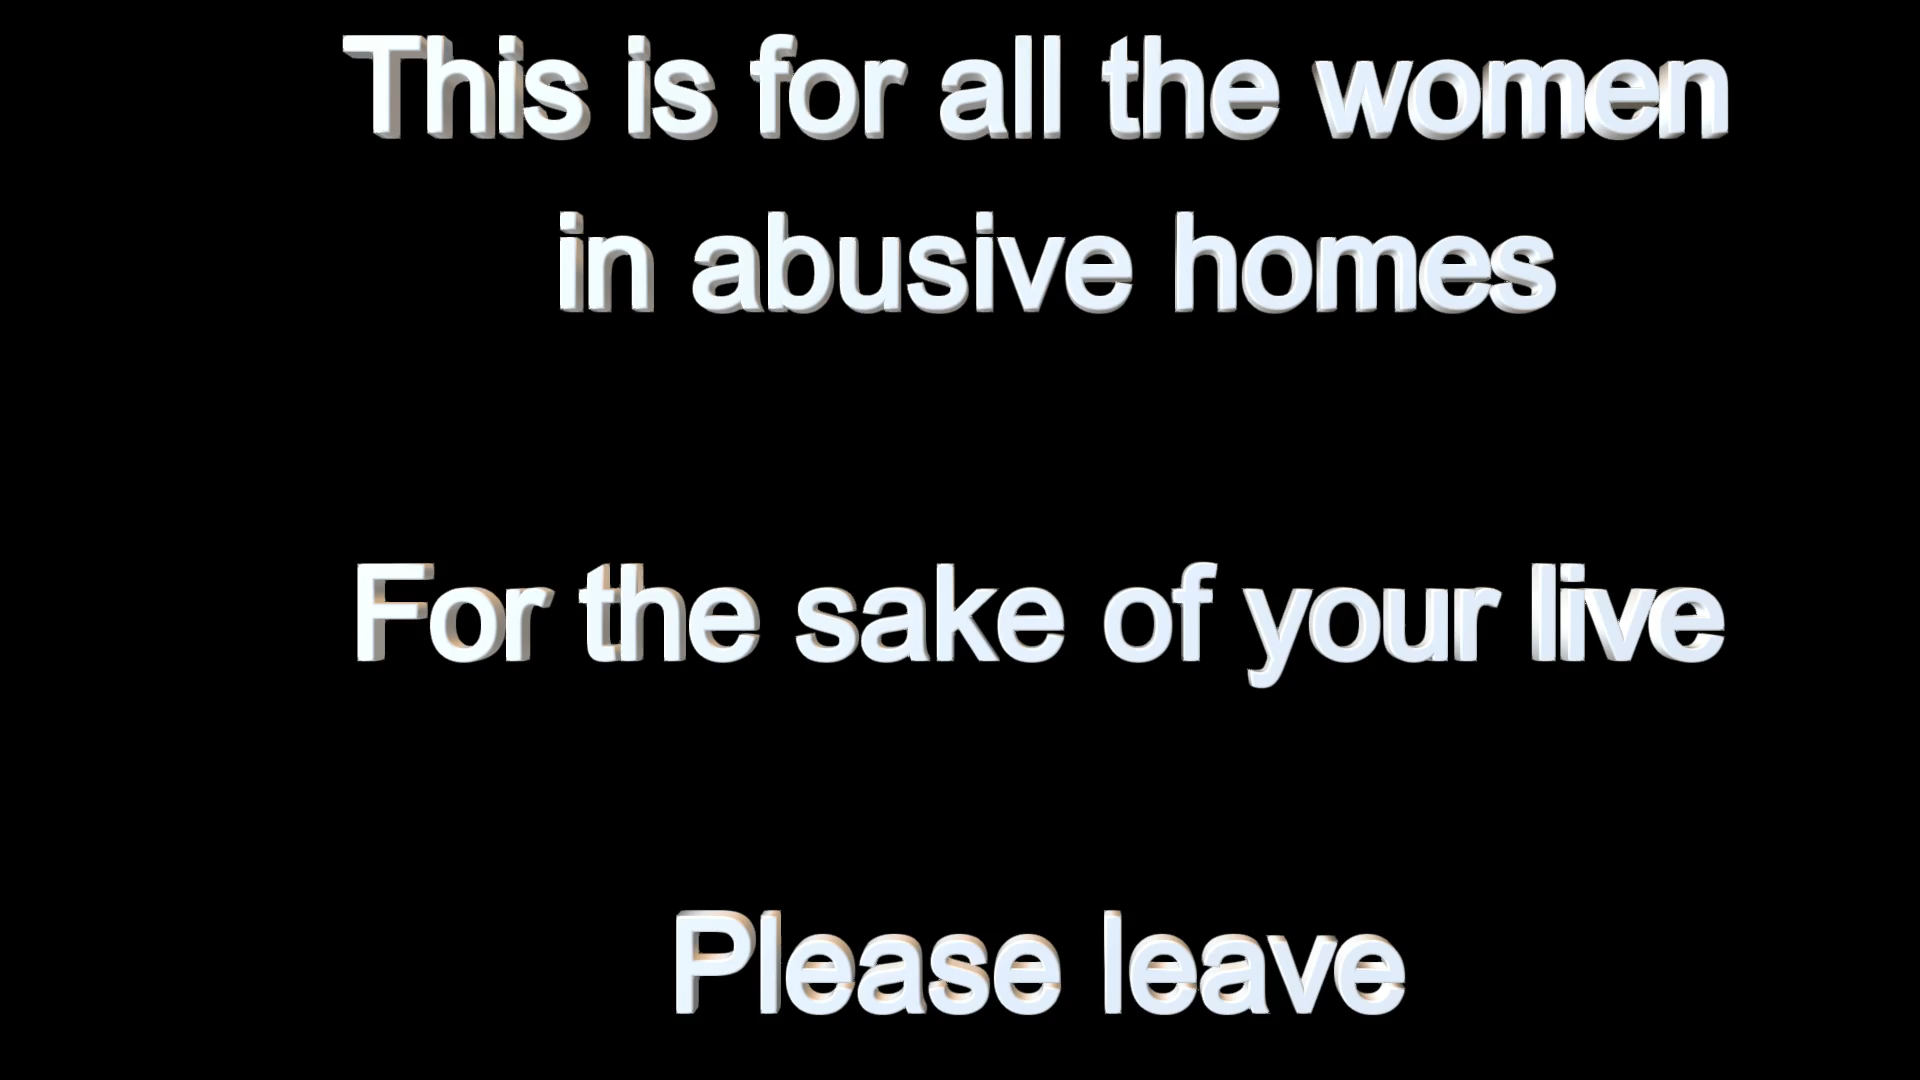 This is for all the women
in abusive homes
For the sake of your live
Please leave